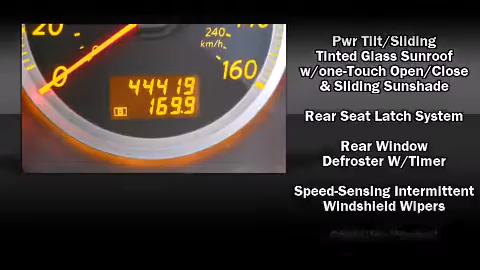 20
240
km/h
160
0
44419
B 169.9
Pwr Tilt/Sliding
Tinted Glass Sunroof
w/one-Touch Open/Close
& Sliding Sunshade
Rear Seat Latch System
Rear Window
Defroster W/Timer
Speed-Sensing Intermittent
Windshield Wipers